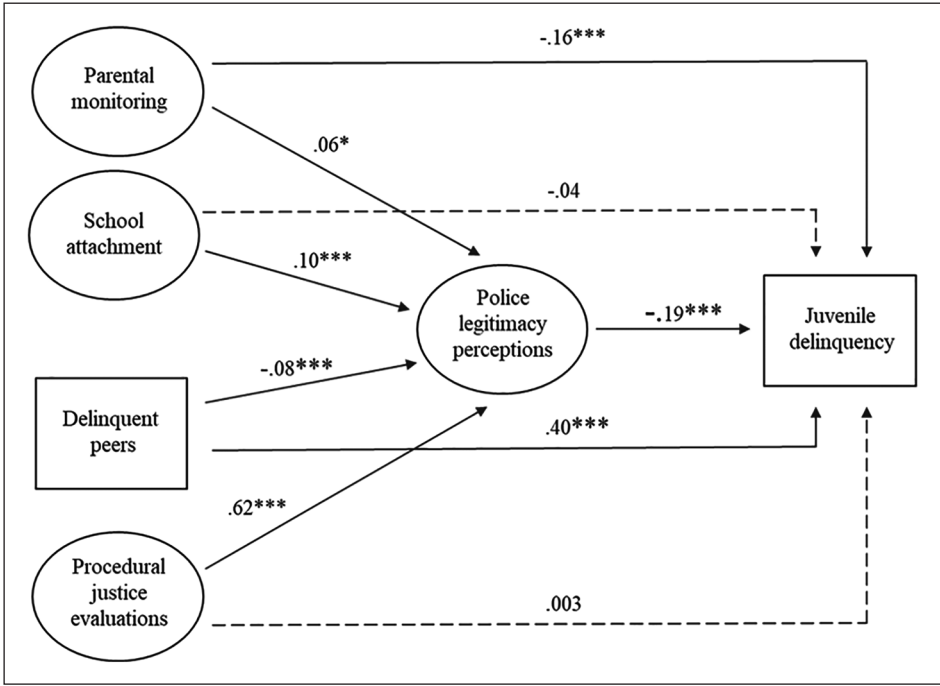 -.16***
Parental
monitoring
.06*
-.04
School
attachment
.10***
Police
legitimacy
perceptions
-.19***
Juvenile
delinquency
-.08***
Delinquent
peers
.40***
.62***
Procedural
justice
evaluations
.003